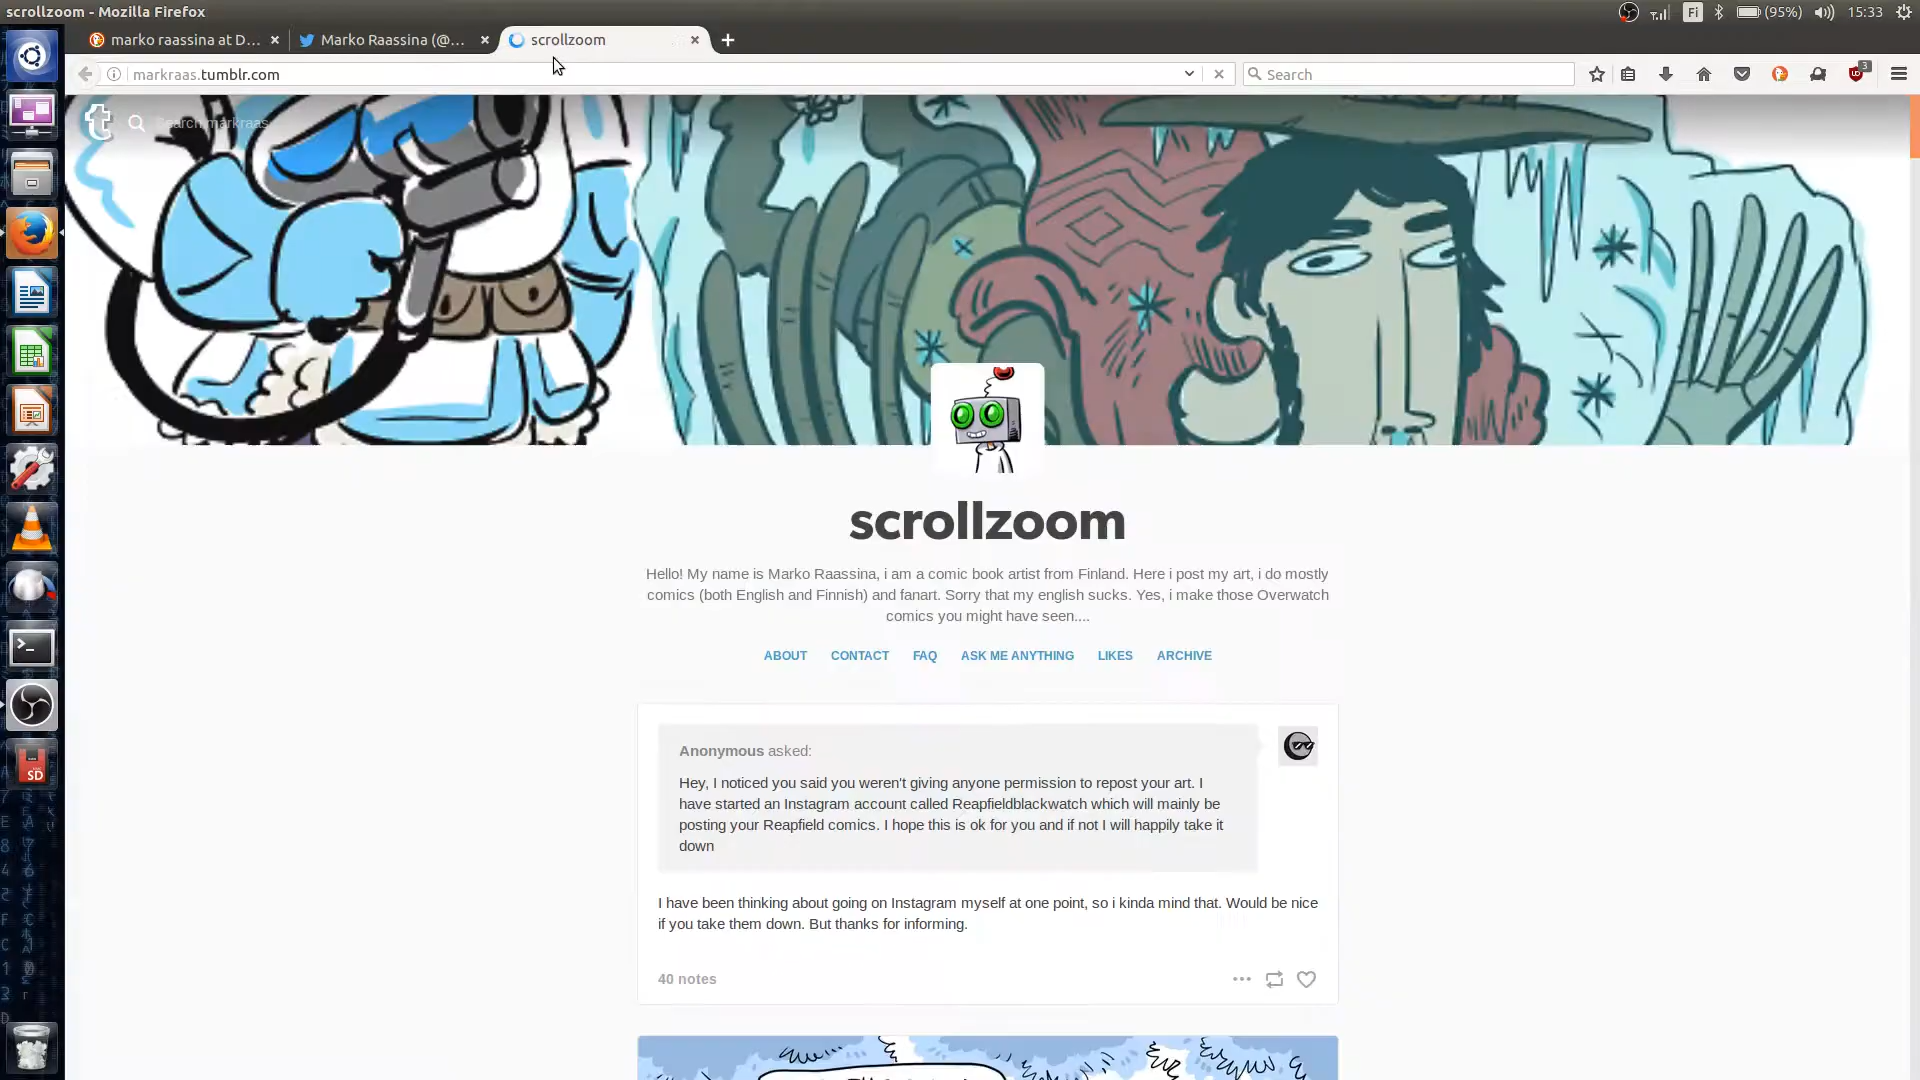 scrollzoom - Mozilla Firefox
Fi
(95%)
15:33
marko raassina at D...
Marko Raassina (@...
scrollzoom
markraas.tumblr.com
Search
3
Search markraas
scrollzoom
Hello! My name is Marko Raassina, i am a comic book artist from Finland. Here i post my art, i do mostly
comics (both English and Finnish) and fanart. Sorry that my english sucks. Yes, i make those Overwatch
comics you might have seen....
ABOUT CONTACT FAQ ASK ME ANYTHING LIKES ARCHIVE
Anonymous asked:
Hey, I noticed you said you weren't giving anyone permission to repost your art. I
have started an Instagram account called Reapfieldblackwatch which will mainly be
posting your Reapfield comics. I hope this is ok for you and if not I will happily take it
down
I have been thinking about going on Instagram myself at one point, so i kinda mind that. Would be nice
if you take them down. But thanks for informing.
40 notes
SD